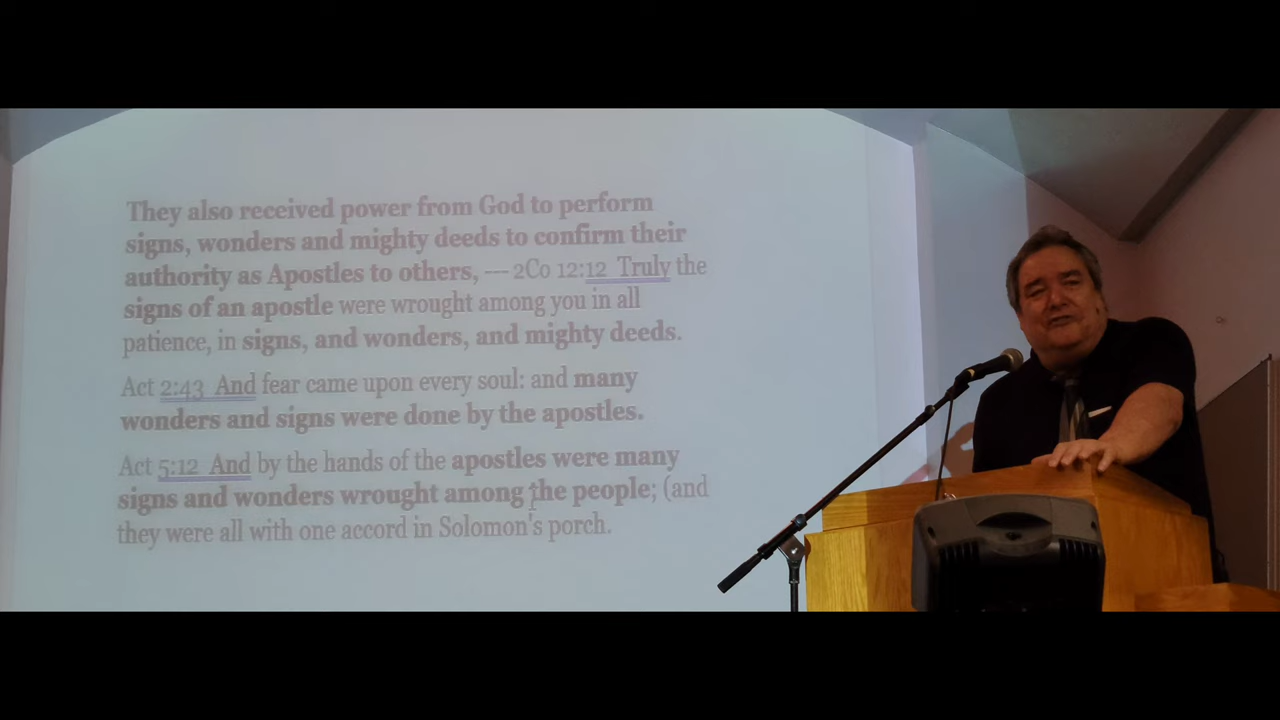 They also received power from God to perform
signs, wonders and mighty deeds to confirm their
authority as Apostles to others, — 2Co 12:12 Truly the
signs of an apostle were wrought among you in all
patience, in signs, and wonders, and mighty deeds.
Act 2:43 And fear came upon every soul: and many
wonders and signs were done by the apostles.
Act 5:12 And by the hands of the apostles were many
signs and wonders wrought among the people; (and
they were all with one accord in Solomon's porch.